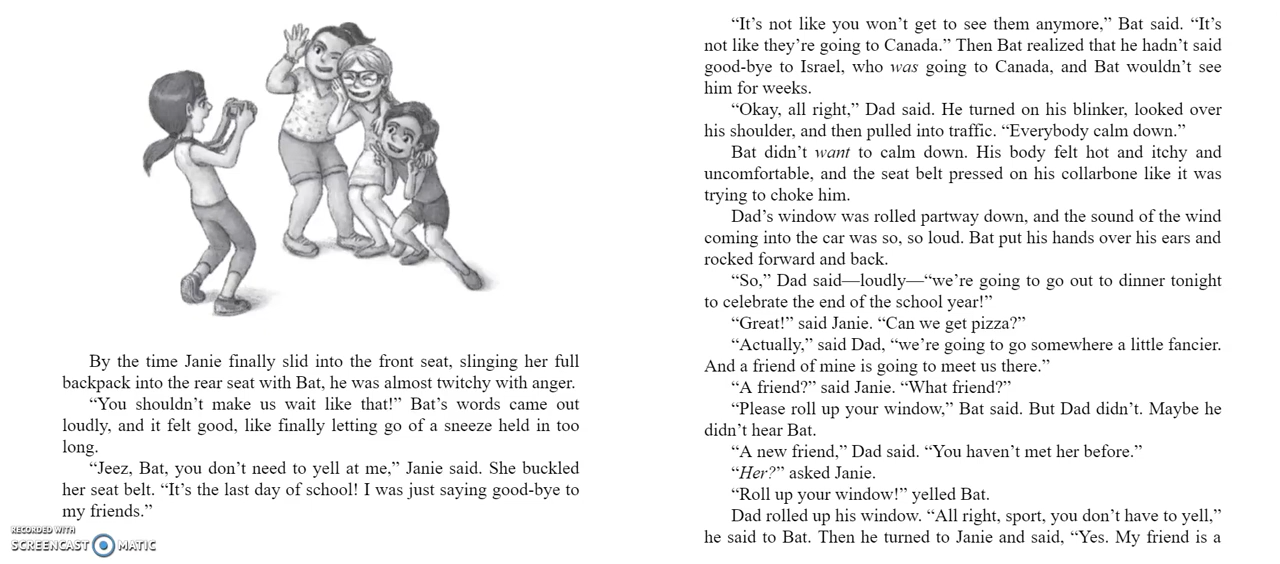 By the time Janie finally slid into the front seat, slinging her full
backpack into the rear seat with Bat, he was almost twitchy with anger.
“You shouldn’t make us wait like that!” Bat’s words came out
loudly, and it felt good, like finally letting go of a sneeze held in too
long.
“Jeez, Bat, you don’t need to yell at me,” Janie said. She buckled
her seat belt. “It’s the last day of school! I was just saying good-bye to
my friends.”
RECORDED WITH
SCREENCAST MATIC
“It’s not like you won’t get to see them anymore,” Bat said. “It’s
not like they’re going to Canada.” Then Bat realized that he hadn’t said
good-bye to Israel, who was going to Canada, and Bat wouldn’t see
him for weeks.
“Okay, all right,” Dad said. He turned on his blinker, looked over
his shoulder, and then pulled into traffic. “Everybody calm down.”
Bat didn’t want to calm down. His body felt hot and itchy and
uncomfortable, and the seat belt pressed on his collarbone like it was
trying to choke him.
Dad’s window was rolled partway down, and the sound of the wind
coming into the car was so, so loud. Bat put his hands over his ears and
rocked forward and back.
“So,” Dad said—loudly—“we’re going to go out to dinner tonight
to celebrate the end of the school year!”
“Great!” said Janie. “Can we get pizza?”
“Actually,” said Dad, “we’re going to go somewhere a little fancier.
And a friend of mine is going to meet us there.”
“A friend?” said Janie. “What friend?”
“Please roll up your window,” Bat said. But Dad didn’t. Maybe he
didn’t hear Bat.
“A new friend,” Dad said. “You haven’t met her before.”
“Her?” asked Janie.
“Roll up your window!” yelled Bat.
Dad rolled up his window. “All right, sport, you don’t have to yell,”
he said to Bat. Then he turned to Janie and said, “Yes. My friend is a